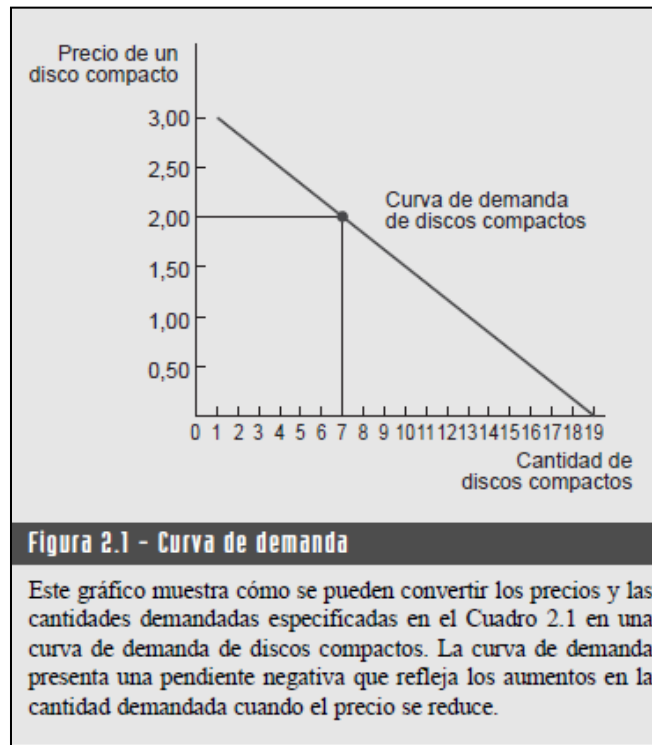 Precio de un
disco compacto
3,00
2,50
2,00
1,50
1,00
0,50
Curva de demanda
de discos compactos
0 1 2 3 4 5 6 7 8 9 10 11 12 13 14 15 16 17 18 19
Cantidad de
discos compactos
Figura 2.1 - Curva de demanda
Este gráfico muestra cómo se pueden convertir los precios y las
cantidades demandadas especificadas en el Cuadro 2.1 en una
curva de demanda de discos compactos. La curva de demanda
presenta una pendiente negativa que refleja los aumentos en la
cantidad demandada cuando el precio se reduce.